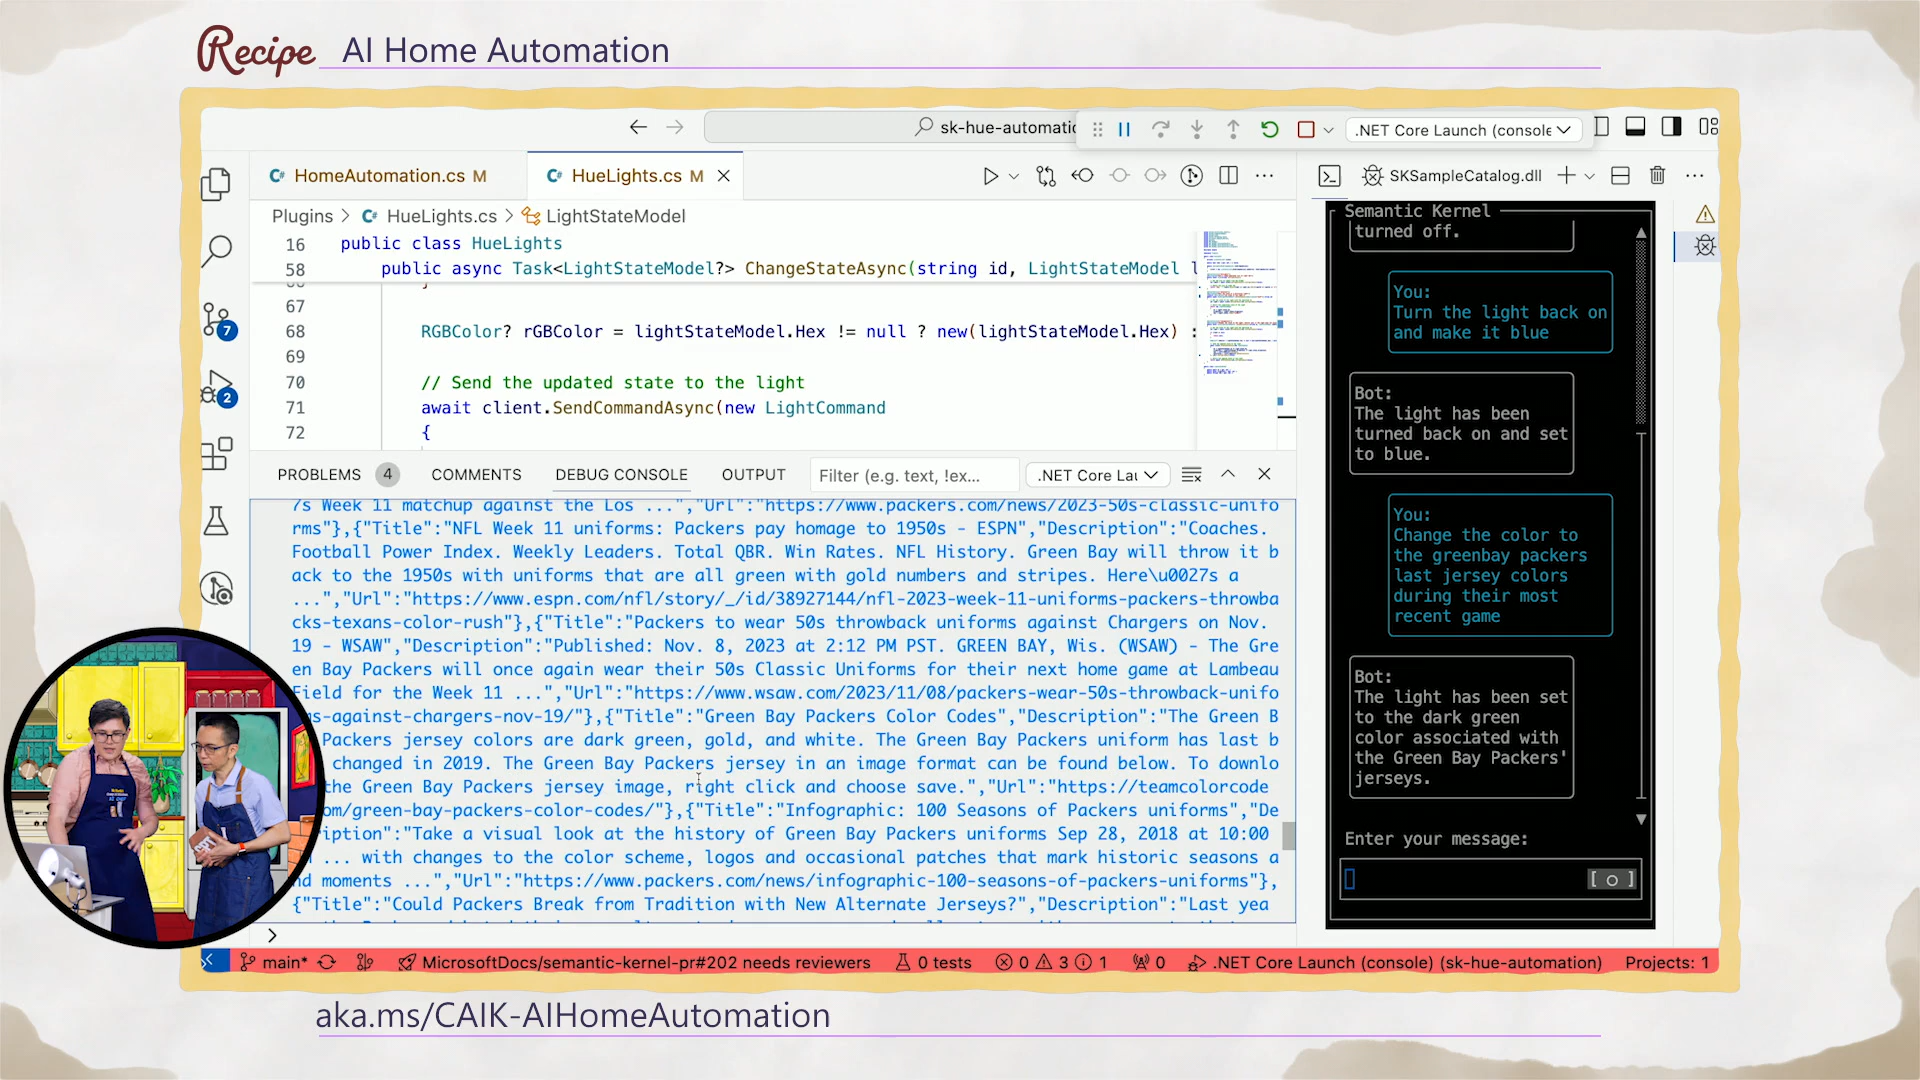 Recipe AI Home Automation
sk-hue-automatic
.NET Core Launch (console
HomeAutomation.cs M
HueLights.cs M
SKSampleCatalog.dll
Plugins > HueLights.cs > LightStateModel
16 public class HueLights
58 public async Task<LightStateModel?> ChangeStateAsync(string id, LightStateModel l
67
68 RGBColor? rGBColor = lightStateModel.Hex != null ? new(lightStateModel.Hex) :
69
70 // Send the updated state to the light
71 await client.SendCommandAsync(new LightCommand
72 {
7
2
PROBLEMS 4 COMMENTS DEBUG CONSOLE OUTPUT Filter (e.g. text, !ex... .NET Core Lau
7s Week 11 matchup against the Los ...","Url":"https://www.packers.com/news/2023-50s-classic-unifo
rms"},{"Title":"NFL Week 11 uniforms: Packers pay homage to 1950s - ESPN","Description":"Coaches.
Football Power Index. Weekly Leaders. Total QBR. Win Rates. NFL History. Green Bay will throw it b
ack to the 1950s with uniforms that are all green with gold numbers and stripes. Here\u0027s a
...","Url":"https://www.espn.com/nfl/story/_/id/38927144/nfl-2023-week-11-uniforms-packers-throwba
cks-texans-color-rush"},{"Title":"Packers to wear 50s throwback uniforms against Chargers on Nov.
19 - WSAW","Description":"Published: Nov. 8, 2023 at 2:12 PM PST. GREEN BAY, Wis. (WSAW) - The Gre
en Bay Packers will once again wear their 50s Classic Uniforms for their next home game at Lambeau
Field for the Week 11 ...","Url":"https://www.wsaw.com/2023/11/08/packers-wear-50s-throwback-unifo
ms-against-chargers-nov-19/"},{"Title":"Green Bay Packers Color Codes","Description":"The Green B
Packers jersey colors are dark green, gold, and white. The Green Bay Packers uniform has last b
changed in 2019. The Green Bay Packers jersey in an image format can be found below. To downlo
the Green Bay Packers jersey image, right click and choose save.","Url":"https://teamcolorcode
om/green-bay-packers-color-codes/"},{"Title":"Infographic: 100 Seasons of Packers uniforms","De
iption":"Take a visual look at the history of Green Bay Packers uniforms Sep 28, 2018 at 10:00
... with changes to the color scheme, logos and occasional patches that mark historic seasons a
nd moments ...","Url":"https://www.packers.com/news/infographic-100-seasons-of-packers-uniforms"},
{"Title":"Could Packers Break from Tradition with New Alternate Jerseys?","Description":"Last yea
>
Semantic Kernel
turned off.
You:
Turn the light back on
and make it blue
Bot:
The light has been
turned back on and set
to blue.
You:
Change the color to
the greenbay packers
last jersey colors
during their most
recent game
Bot:
The light has been set
to the dark green
color associated with
the Green Bay Packers'
jerseys.
Enter your message:
[ o ]
main* MicrosoftDocs/semantic-kernel-pr#202 needs reviewers 0 tests 0 3 1 0 .NET Core Launch (console) (sk-hue-automation) Projects: 1
aka.ms/CAIK-AIHomeAutomation